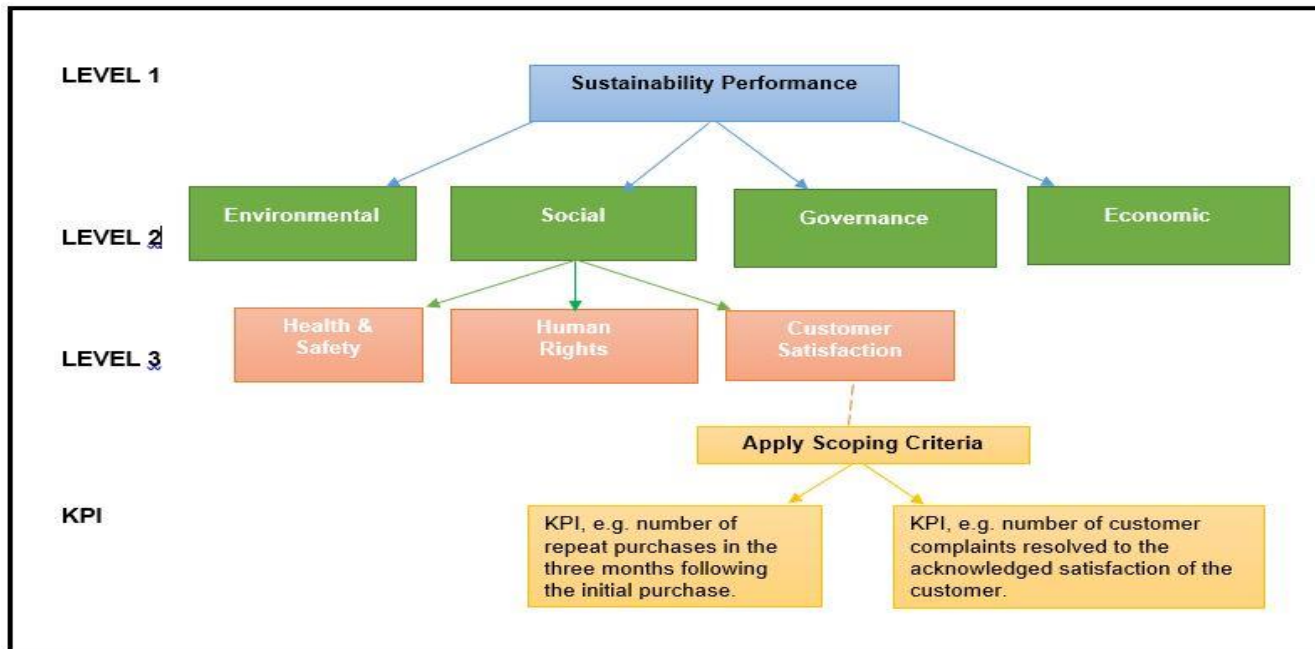 LEVEL 1
Sustainability Performance
LEVEL 2
Environmental
Social
Governance
Economic
LEVEL 3
Health &
Safety
Human
Rights
Customer
Satisfaction
Apply Scoping Criteria
KPI
KPI, e.g. number of
repeat purchases in the
three months following
the initial purchase.
KPI, e.g. number of customer
complaints resolved to the
acknowledged satisfaction of the
customer.